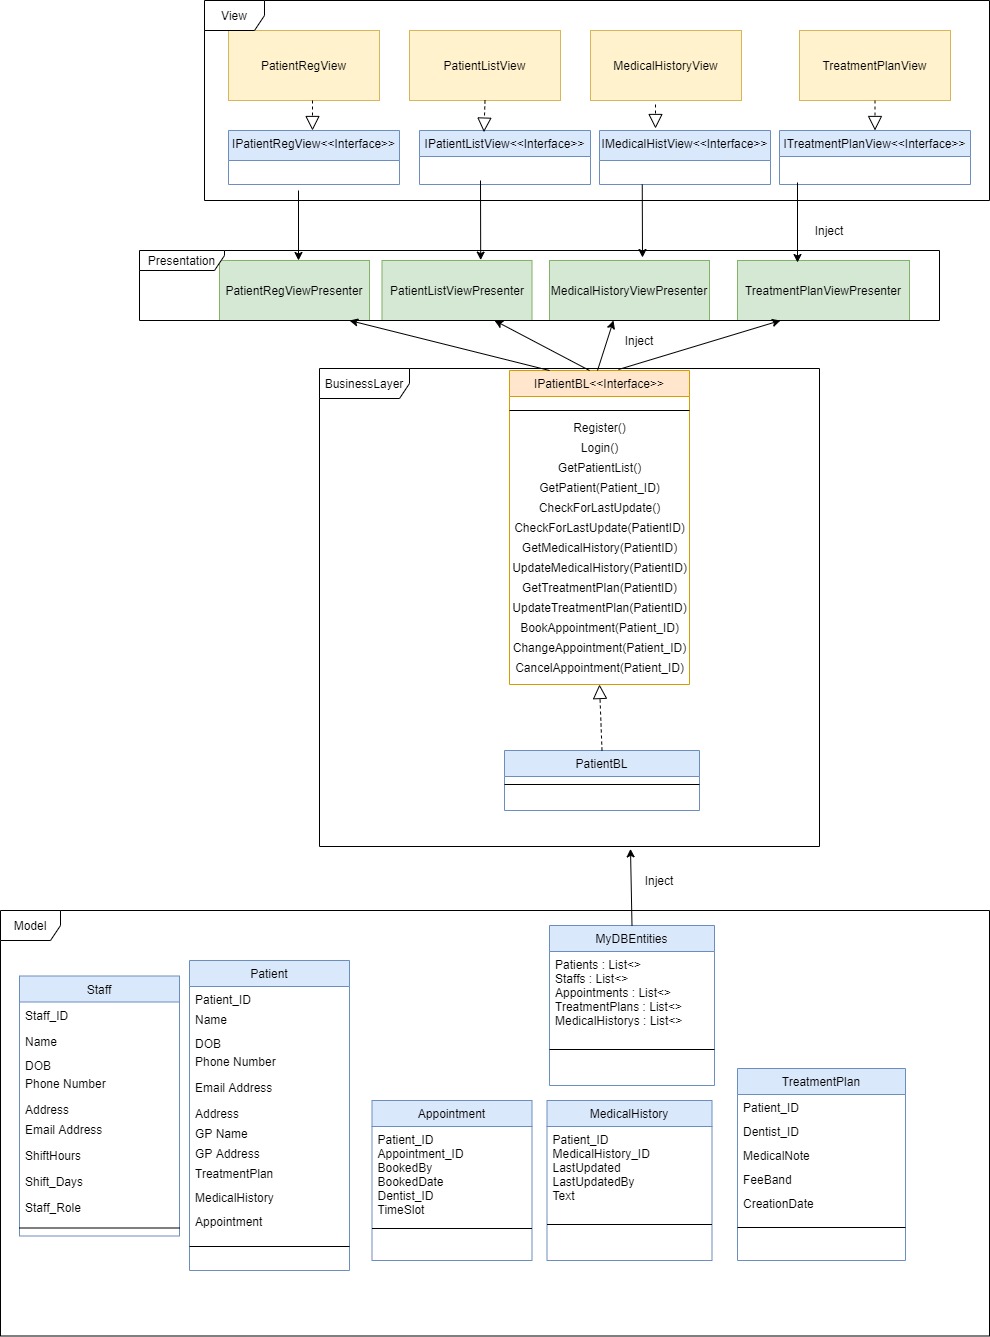 View
PatientRegView
PatientListView
MedicalHistoryView
TreatmentPlanView
IPatientRegView<<Interface>>
IPatientListView<<Interface>>
IMedicalHistView<<Interface>>
ITreatmentPlanView<<Interface>>
Inject
Presentation
PatientRegViewPresenter
PatientListViewPresenter
MedicalHistoryViewPresenter
TreatmentPlanViewPresenter
Inject
BusinessLayer
IPatientBL<<Interface>>
Register()
Login()
GetPatientList()
GetPatient(Patient_ID)
CheckForLastUpdate()
CheckForLastUpdate(PatientID)
GetMedicalHistory(PatientID)
UpdateMedicalHistory(PatientID)
GetTreatmentPlan(PatientID)
UpdateTreatmentPlan(PatientID)
BookAppointment(Patient_ID)
ChangeAppointment(Patient_ID)
CancelAppointment(Patient_ID)
PatientBL
Inject
Model
MyDBEntities
Patients : List<>
Staffs : List<>
Appointments : List<>
TreatmentPlans : List<>
MedicalHistorys : List<>
Staff
Staff_ID
Name
DOB
Phone Number
Address
Email Address
ShiftHours
Shift_Days
Staff_Role
Patient
Patient_ID
Name
DOB
Phone Number
Email Address
Address
GP Name
GP Address
TreatmentPlan
MedicalHistory
Appointment
Appointment
Patient_ID
Appointment_ID
BookedBy
BookedDate
Dentist_ID
TimeSlot
MedicalHistory
Patient_ID
MedicalHistory_ID
LastUpdated
LastUpdatedBy
Text
TreatmentPlan
Patient_ID
Dentist_ID
MedicalNote
FeeBand
CreationDate